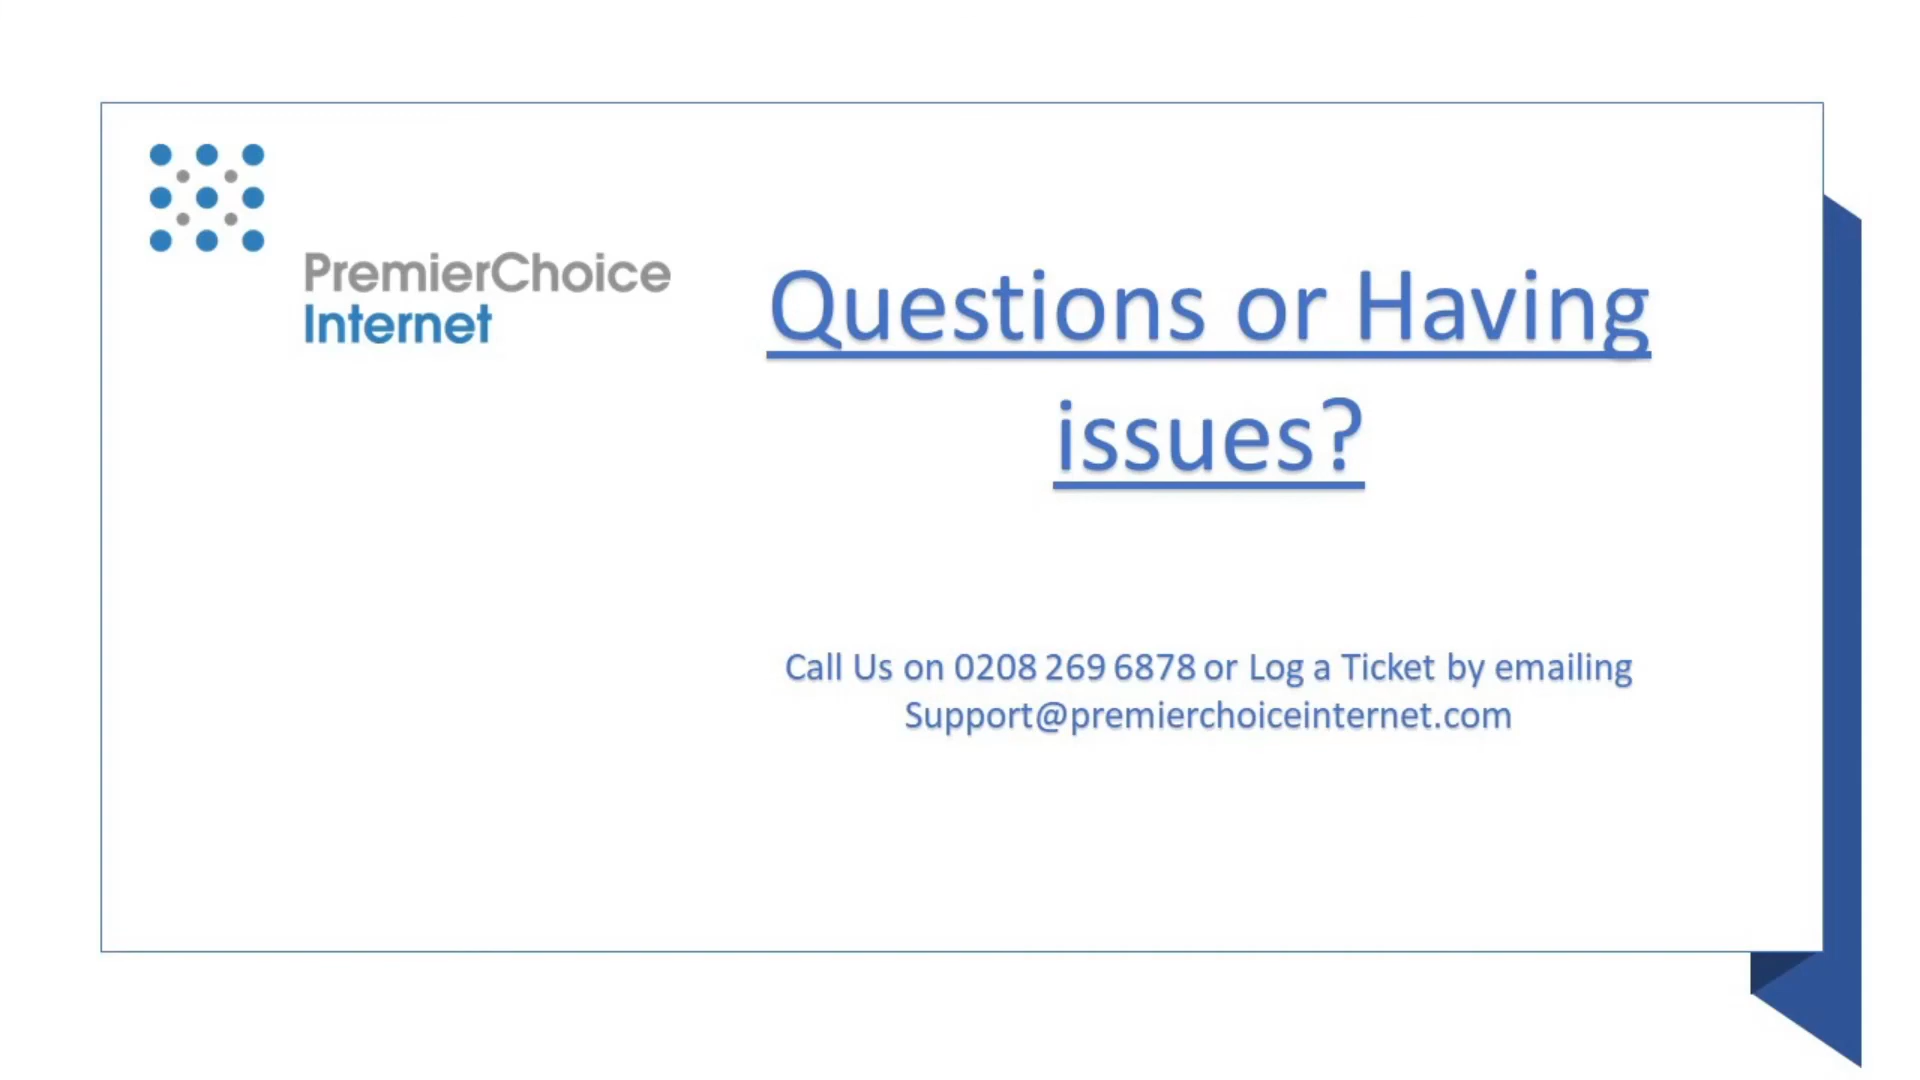 PremierChoice
Internet
Questions or Having
issues?
Call Us on 0208 269 6878 or Log a Ticket by emailing
Support@premierchoiceinternet.com